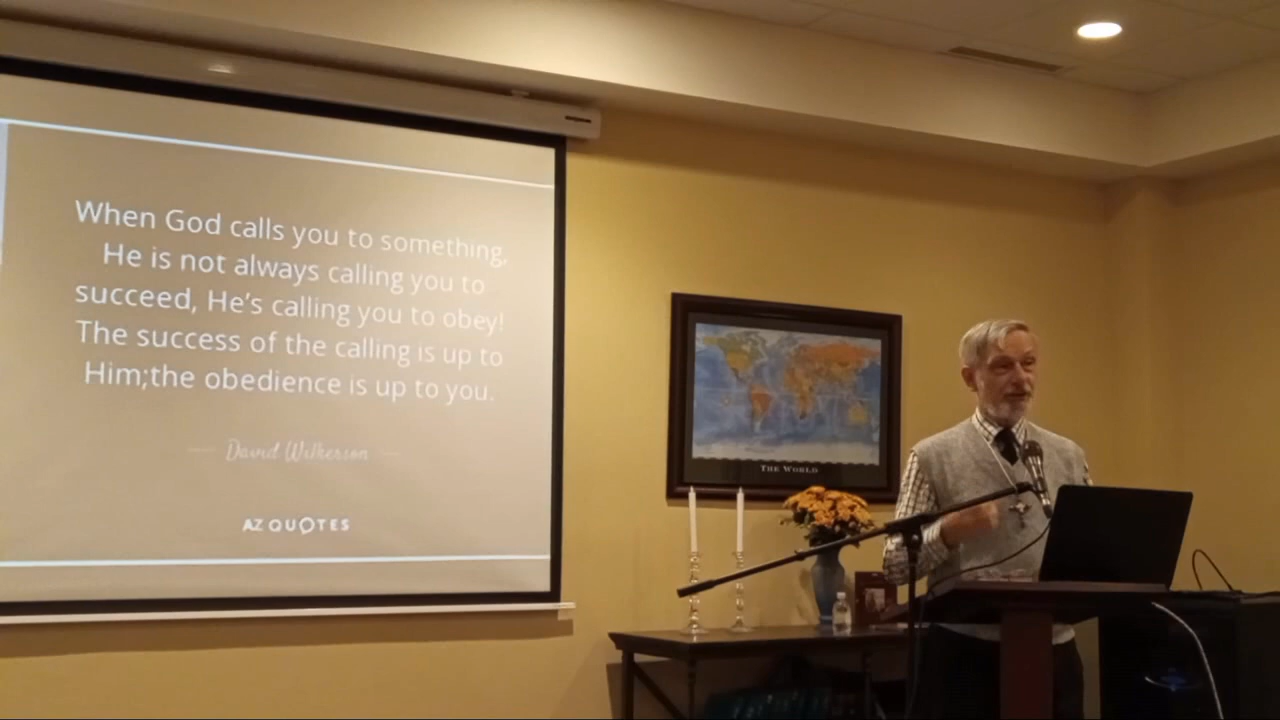 When God calls you to something,
He is not always calling you to
succeed, He's calling you to obey!
The success of the calling is up to
Him;the obedience is up to you.
David Wilkerson
AZ QUOTES
THE WORLD